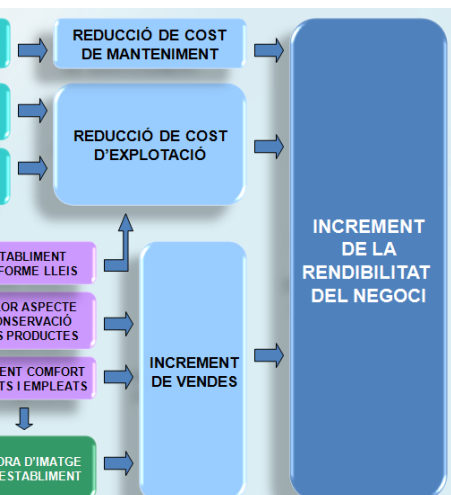 REDUCCIÓ DE COST
DE MANTENIMENT
REDUCCIÓ DE COST
D'EXPLOTACIÓ
INCREMENT
DE LA
RENDIBILITAT
DEL NEGOCI
TABLIMENT
FORME LLEIS
OR ASPECTE
ONSERVACIÓ
S PRODUCTES
ENT COMFORT
TS I EMPLEATS
INCREMENT
DE VENDES
ORA D'IMATGE
ESTABLIMENT